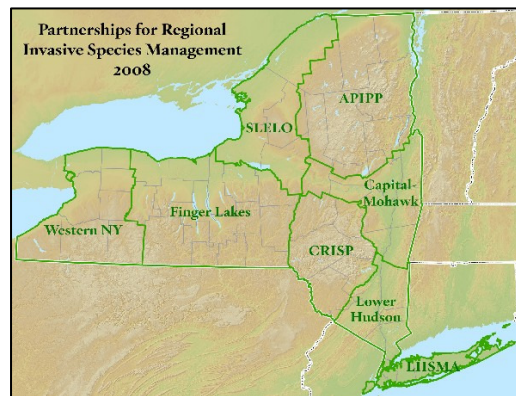 Partnerships for Regional
Invasive Species Management
2008
APIPP
SLELO
Capital-
Mohawk
Western NY
Finger Lakes
CRISP
Lower
Hudson
LIISMA